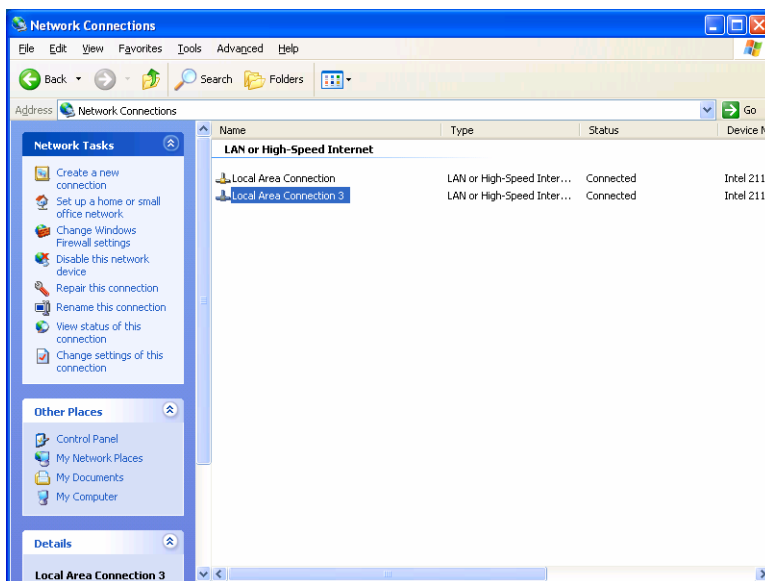 Network Connections
File Edit View Favorites Tools Advanced Help
Back Search Folders
Address Network Connections Go
Network Tasks
Create a new
connection
Set up a home or small
office network
Change Windows
Firewall settings
Disable this network
device
Repair this connection
Rename this connection
View status of this
connection
Change settings of this
connection
Other Places
Control Panel
My Network Places
My Documents
My Computer
Details
Local Area Connection 3
Name Type Status Device N
LAN or High-Speed Internet
Local Area Connection LAN or High-Speed Inter... Connected Intel 211
Local Area Connection 3 LAN or High-Speed Inter... Connected Intel 211